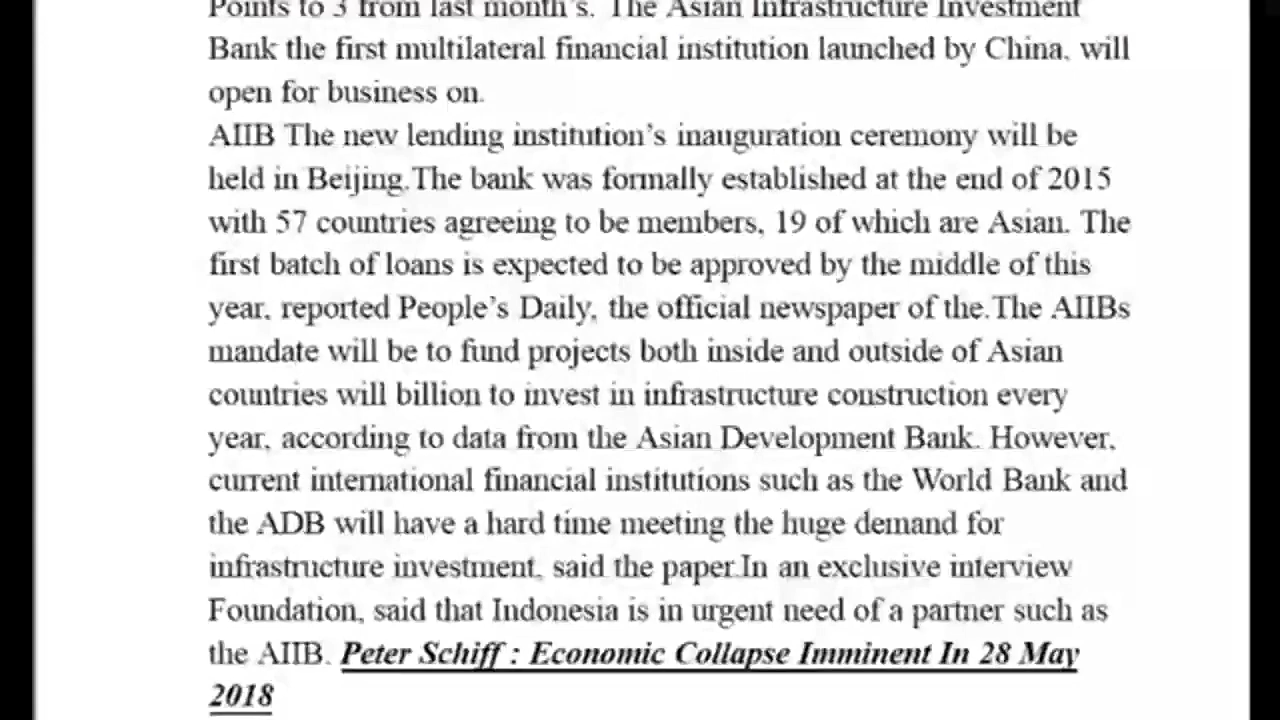 Points to 3 from last month's. The Asian Infrastructure Investment
Bank the first multilateral financial institution launched by China, will
open for business on.
AIIB The new lending institution's inauguration ceremony will be
held in Beijing.The bank was formally established at the end of 2015
with 57 countries agreeing to be members, 19 of which are Asian. The
first batch of loans is expected to be approved by the middle of this
year, reported People's Daily, the official newspaper of the.The AIIBs
mandate will be to fund projects both inside and outside of Asian
countries will billion to invest in infrastructure construction every
year, according to data from the Asian Development Bank. However,
current international financial institutions such as the World Bank and
the ADB will have a hard time meeting the huge demand for
infrastructure investment, said the paper.In an exclusive interview
Foundation, said that Indonesia is in urgent need of a partner such as
the AIIB. Peter Schiff : Economic Collapse Imminent In 28 May
2018